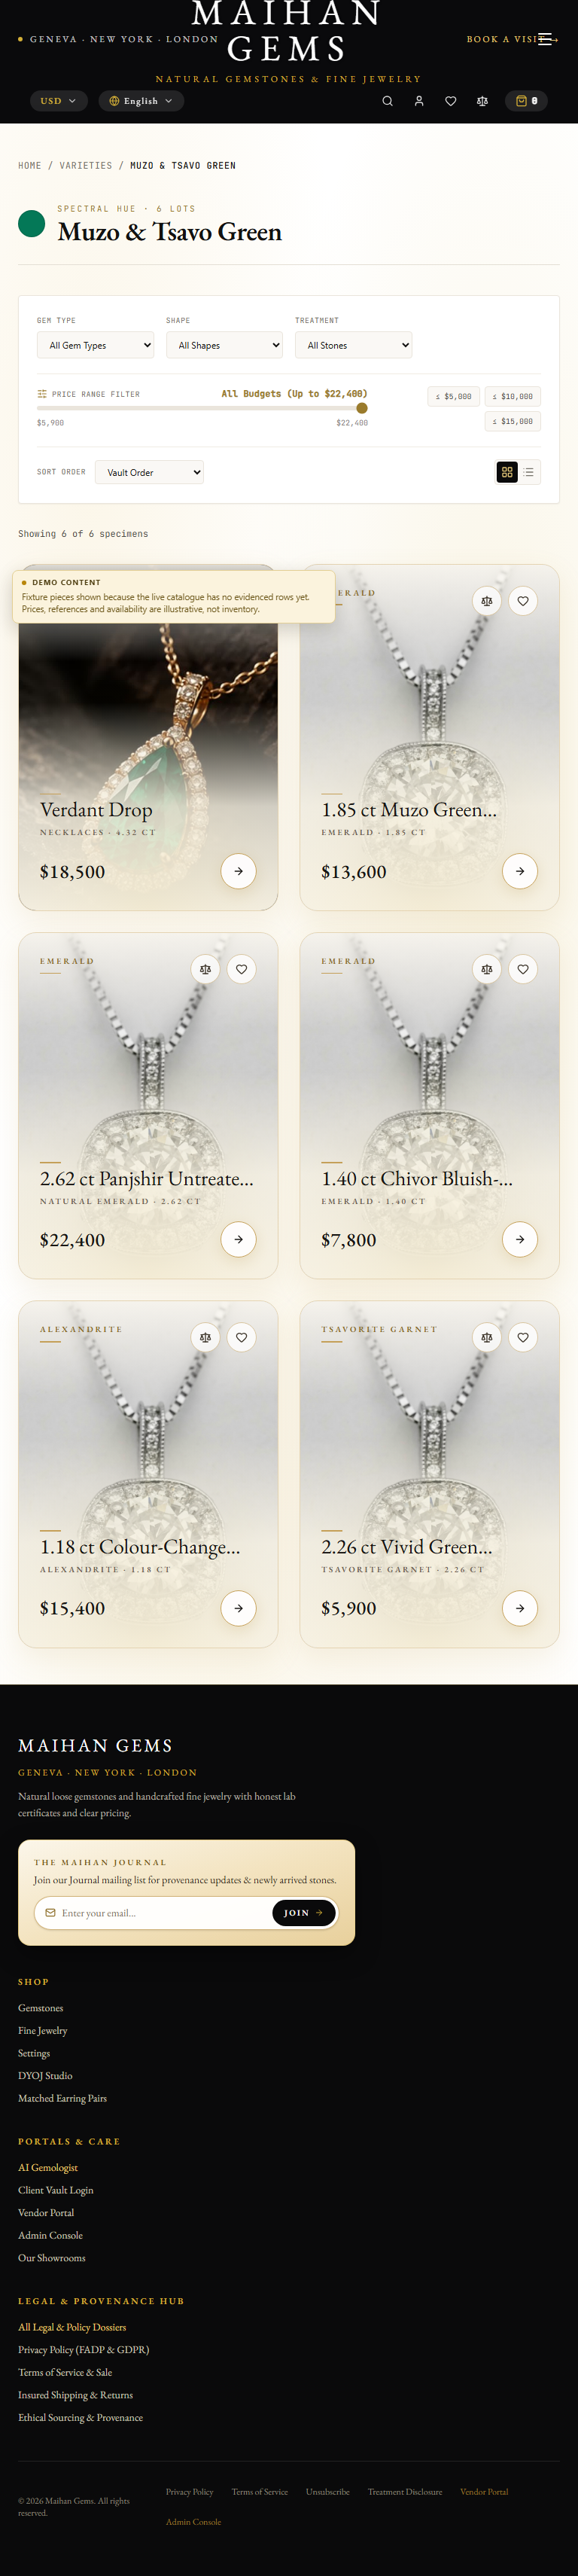 MAIHAN
GEMS
GENEVA · NEW YORK · LONDON
NATURAL GEMSTONES & FINE JEWELRY
USD
English
0
HOME / VARIETIES / MUZO & TSAVO GREEN
SPECTRAL HUE · 6 LOTS
Muzo & Tsavo Green
GEM TYPE
SHAPE
TREATMENT
All Gem Types
All Shapes
All Stones
PRICE RANGE FILTER
All Budgets (Up to $22,400)
≤ $5,000
≤ $10,000
$5,900
$22,400
≤ $15,000
SORT ORDER
Vault Order
Showing 6 of 6 specimens
DEMO CONTENT
Fixture pieces shown because the live catalogue has no evidenced rows yet.
Prices, references and availability are illustrative, not inventory.
Verdant Drop
NECKLACES · 4.32 CT
$18,500
1.85 ct Muzo Green...
EMERALD · 1.85 CT
$13,600
EMERALD
2.62 ct Panjshir Untreate...
NATURAL EMERALD · 2.62 CT
$22,400
EMERALD
1.40 ct Chivor Bluish-...
EMERALD · 1.40 CT
$7,800
ALEXANDRITE
1.18 ct Colour-Change...
ALEXANDRITE · 1.18 CT
$15,400
TSAVORITE GARNET
2.26 ct Vivid Green...
TSAVORITE GARNET · 2.26 CT
$5,900
MAIHAN GEMS
GENEVA · NEW YORK · LONDON
Natural loose gemstones and handcrafted fine jewelry with honest lab
certificates and clear pricing.
THE MAIHAN JOURNAL
Join our Journal mailing list for provenance updates & newly arrived stones.
Enter your email...
JOIN →
SHOP
Gemstones
Fine Jewelry
Settings
DYOJ Studio
Matched Earring Pairs
PORTALS & CARE
AI Gemologist
Client Vault Login
Vendor Portal
Admin Console
Our Showrooms
LEGAL & PROVENANCE HUB
All Legal & Policy Dossiers
Privacy Policy (FADP & GDPR)
Terms of Service & Sale
Insured Shipping & Returns
Ethical Sourcing & Provenance
© 2026 Maihan Gems. All rights
reserved.
Privacy Policy
Terms of Service
Unsubscribe
Treatment Disclosure
Vendor Portal
Admin Console